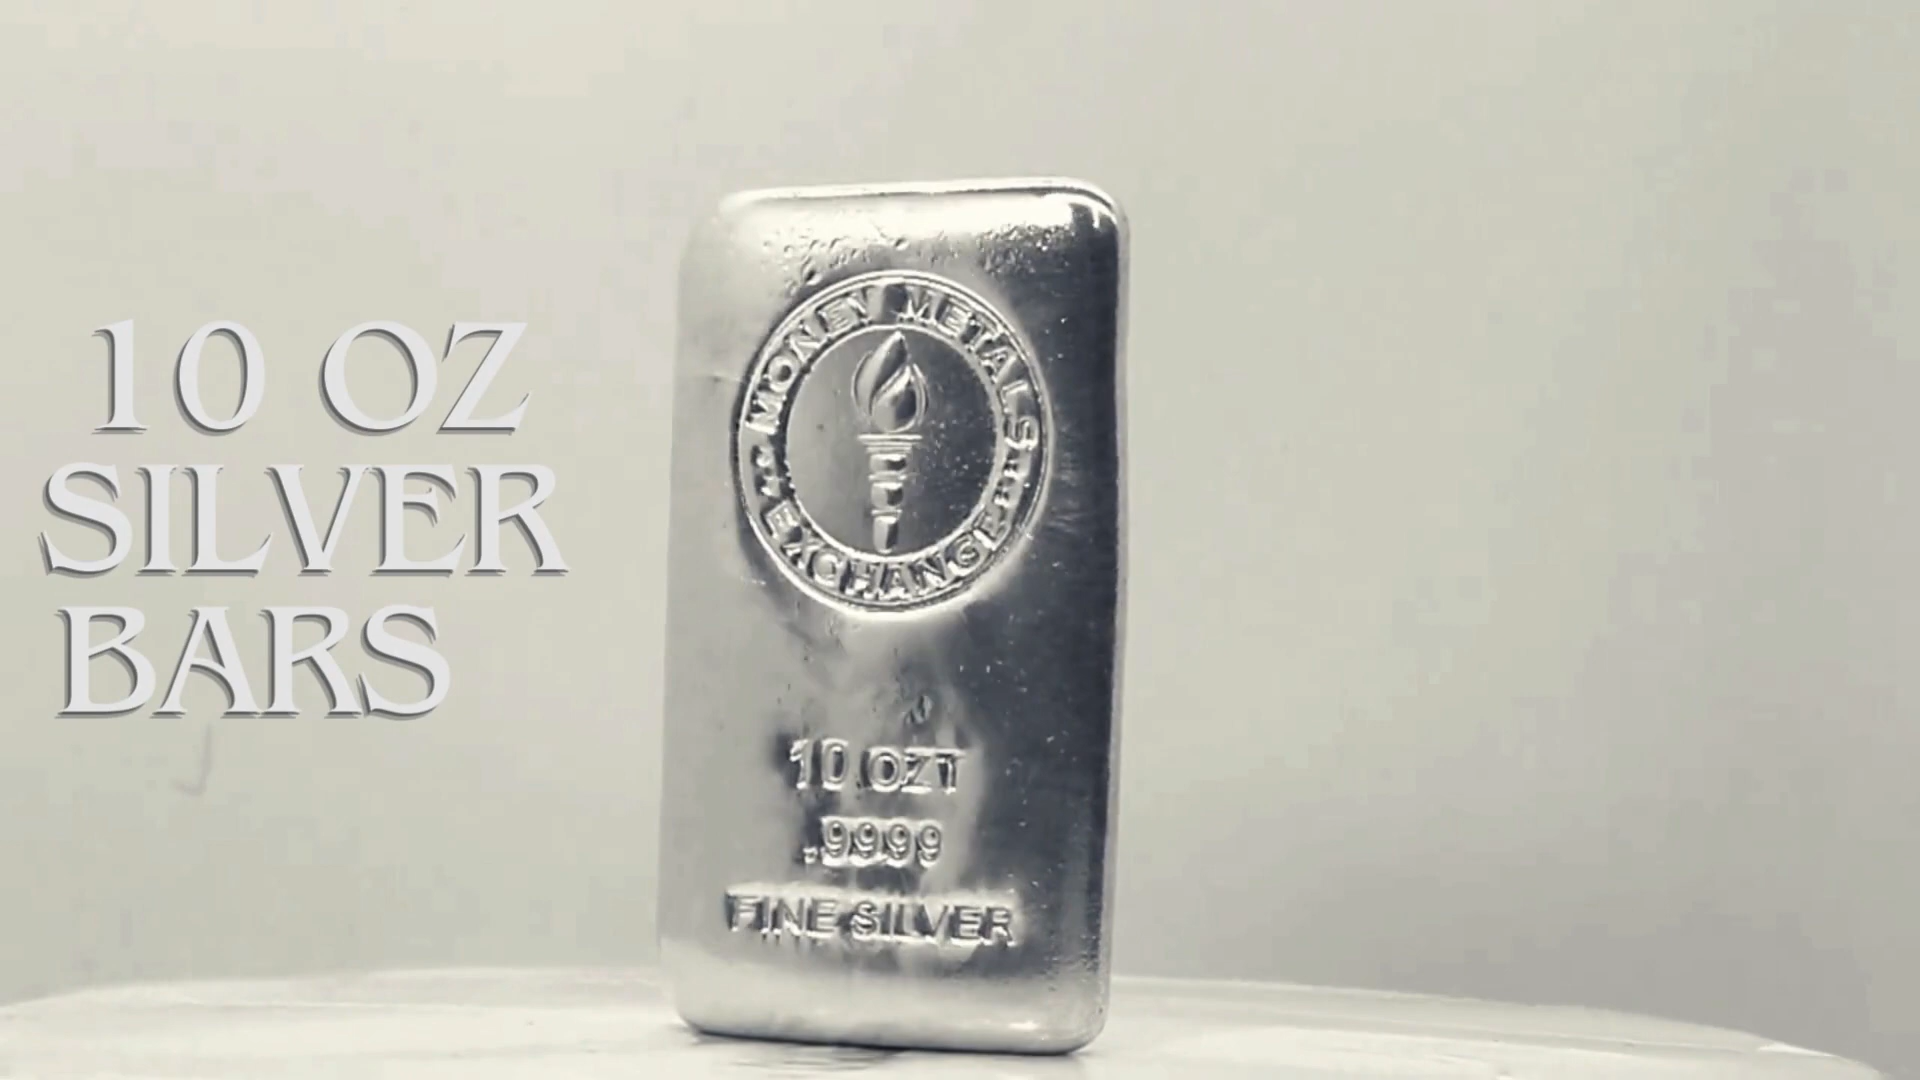 10 OZ
SILVER
BARS
MONEY METALS
EXCHANGE
10 OZT
.9999
FINE SILVER